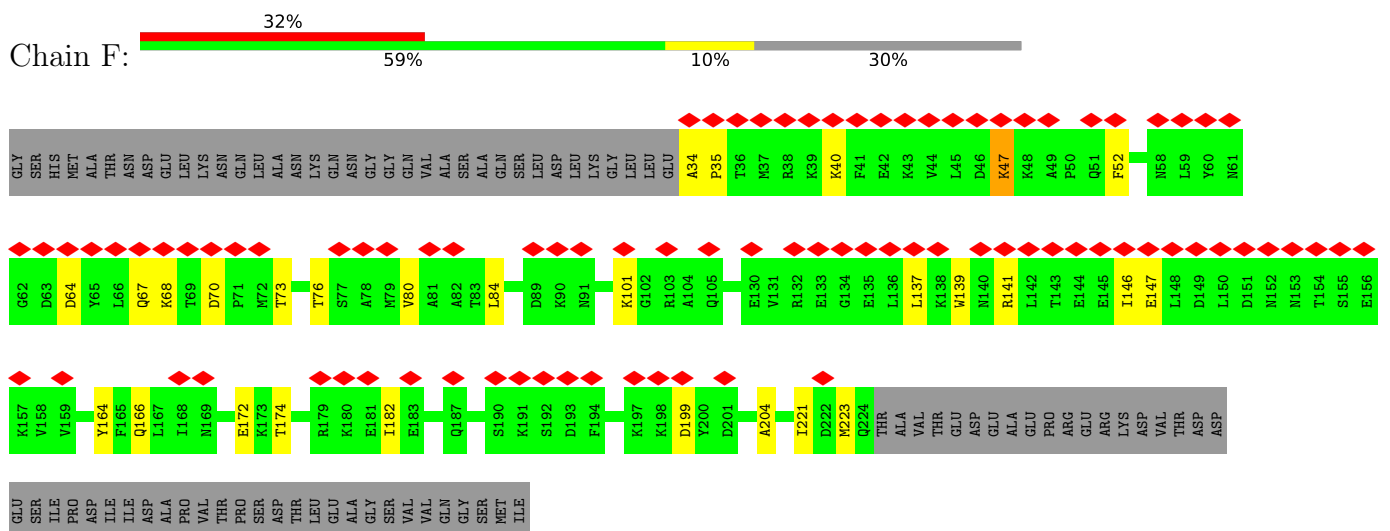 32%
Chain F:
59% 10% 30%
GLY SER HIS MET ALA THR ASN ASP GLU LEU LYS ASN GLN LEU ALA ASN LYS GLN ASN GLY GLY GLN VAL ALA ALA SER ALA GLN SER LEU ASP LEU LYS GLY LEU LEU GLU A34 P35 T36 M37 R38 K39 K40 F41 E42 K43 V44 L45 D46 K47 K48 A49 P50 Q51 F52 N58 L59 Y60 N61
G62 D63 D64 Y65 L66 Q67 K68 T69 D70 P71 M72 T73 T76 S77 A78 M79 V80 A81 A82 T83 L84 D89 K90 N91 K101 G102 R103 A104 Q105 E130 V131 R132 E133 G134 E135 L136 L137 K138 W139 N140 R141 L142 T143 E144 E145 I146 E147 L148 D149 L150 D151 N152 N153 T154 S155 E156
K157 V158 V159 Y164 F165 Q166 L167 I168 N169 E172 K173 T174 R179 K180 E181 I182 E183 Q187 S190 K191 S192 D193 F194 K197 K198 D199 Y200 D201 A204 I221 D222 M223 Q224 THR ALA VAL THR GLU ASP GLU ALA GLU PRO ARG GLU ARG LYS ASP VAL THR ASP ASP
GLU SER ILE PRO ASP ILE ILE ASP ALA PRO VAL THR PRO SER ASP THR LEU GLU ALA GLY SER VAL VAL GLN GLY SER MET ILE